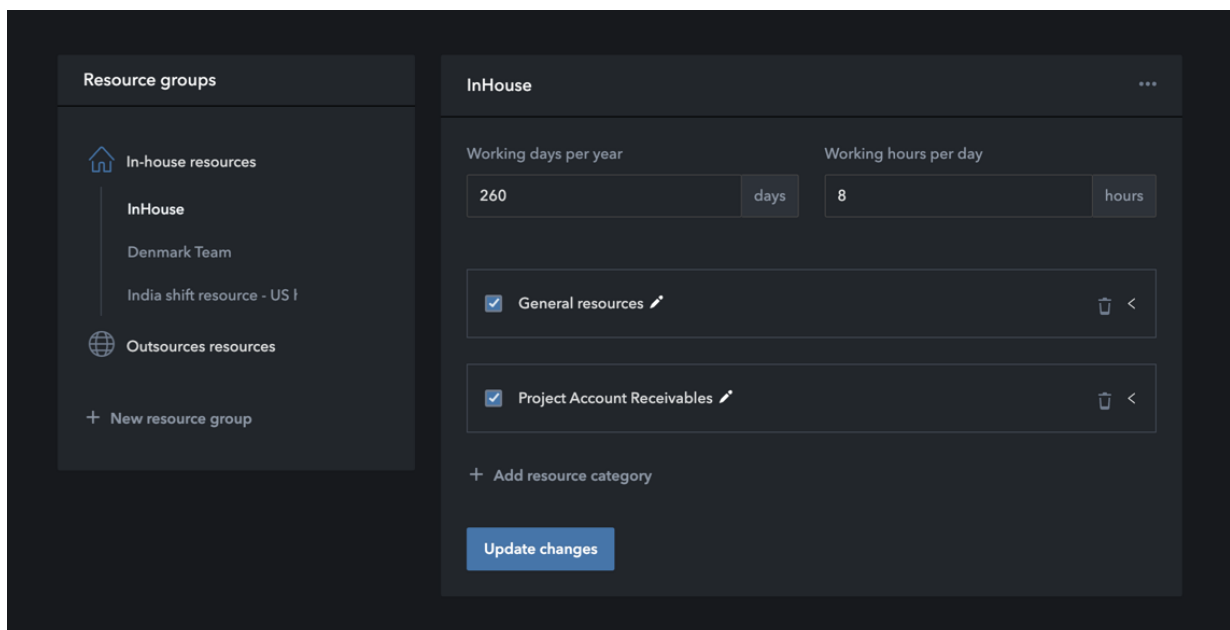 Resource groups
In-house resources
InHouse
Denmark Team
India shift resource - US
Outsources resources
+ New resource group
InHouse
Working days per year
260 days
Working hours per day
8 hours
General resources
Project Account Receivables
+ Add resource category
Update changes